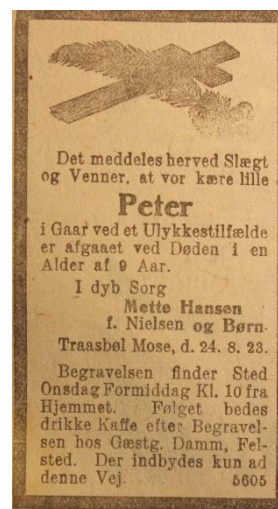 Det meddeles herved Slægt
og Venner, at vor kære lille
Peter
i Gaar ved et Ulykkestilfælde
er afgaaet ved Døden i en
Alder af 9 Aar.
I dyb Sorg
Mette Hansen
f. Nielsen og Børn.
Traasbøl Mose, d. 24. 8. 23.
Begravelsen finder Sted
Onsdag Formiddag Kl. 10 fra
Hjemmet. Følget bedes
drikke Kaffe efter Begravel-
sen hos Gæstg. Damm, Fel-
sted. Der indbydes kun ad
denne Vej. 5605